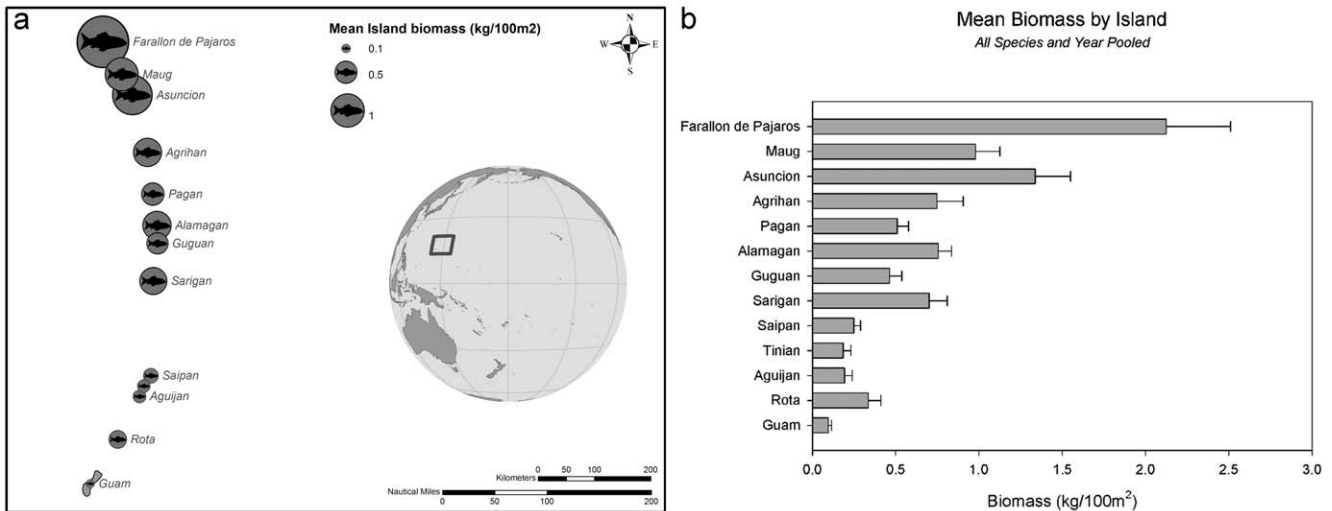 a
Farallon de Pajaros
Maug
Asuncion
Agrihan
Pagan
Alamagan
Guguan
Sarigan
Saipan
Aguijan
Rota
Guam
Mean Island biomass (kg/100m2)
0.1
0.5
1
N
W E
S
Kilometers
0 50 100 200
Nautical Miles
0 50 100 200
b
Mean Biomass by Island
All Species and Year Pooled
Farallon de Pajaros
Maug
Asuncion
Agrihan
Pagan
Alamagan
Guguan
Sarigan
Saipan
Tinian
Aguijan
Rota
Guam
0.0 0.5 1.0 1.5 2.0 2.5 3.0
Biomass (kg/100m²)